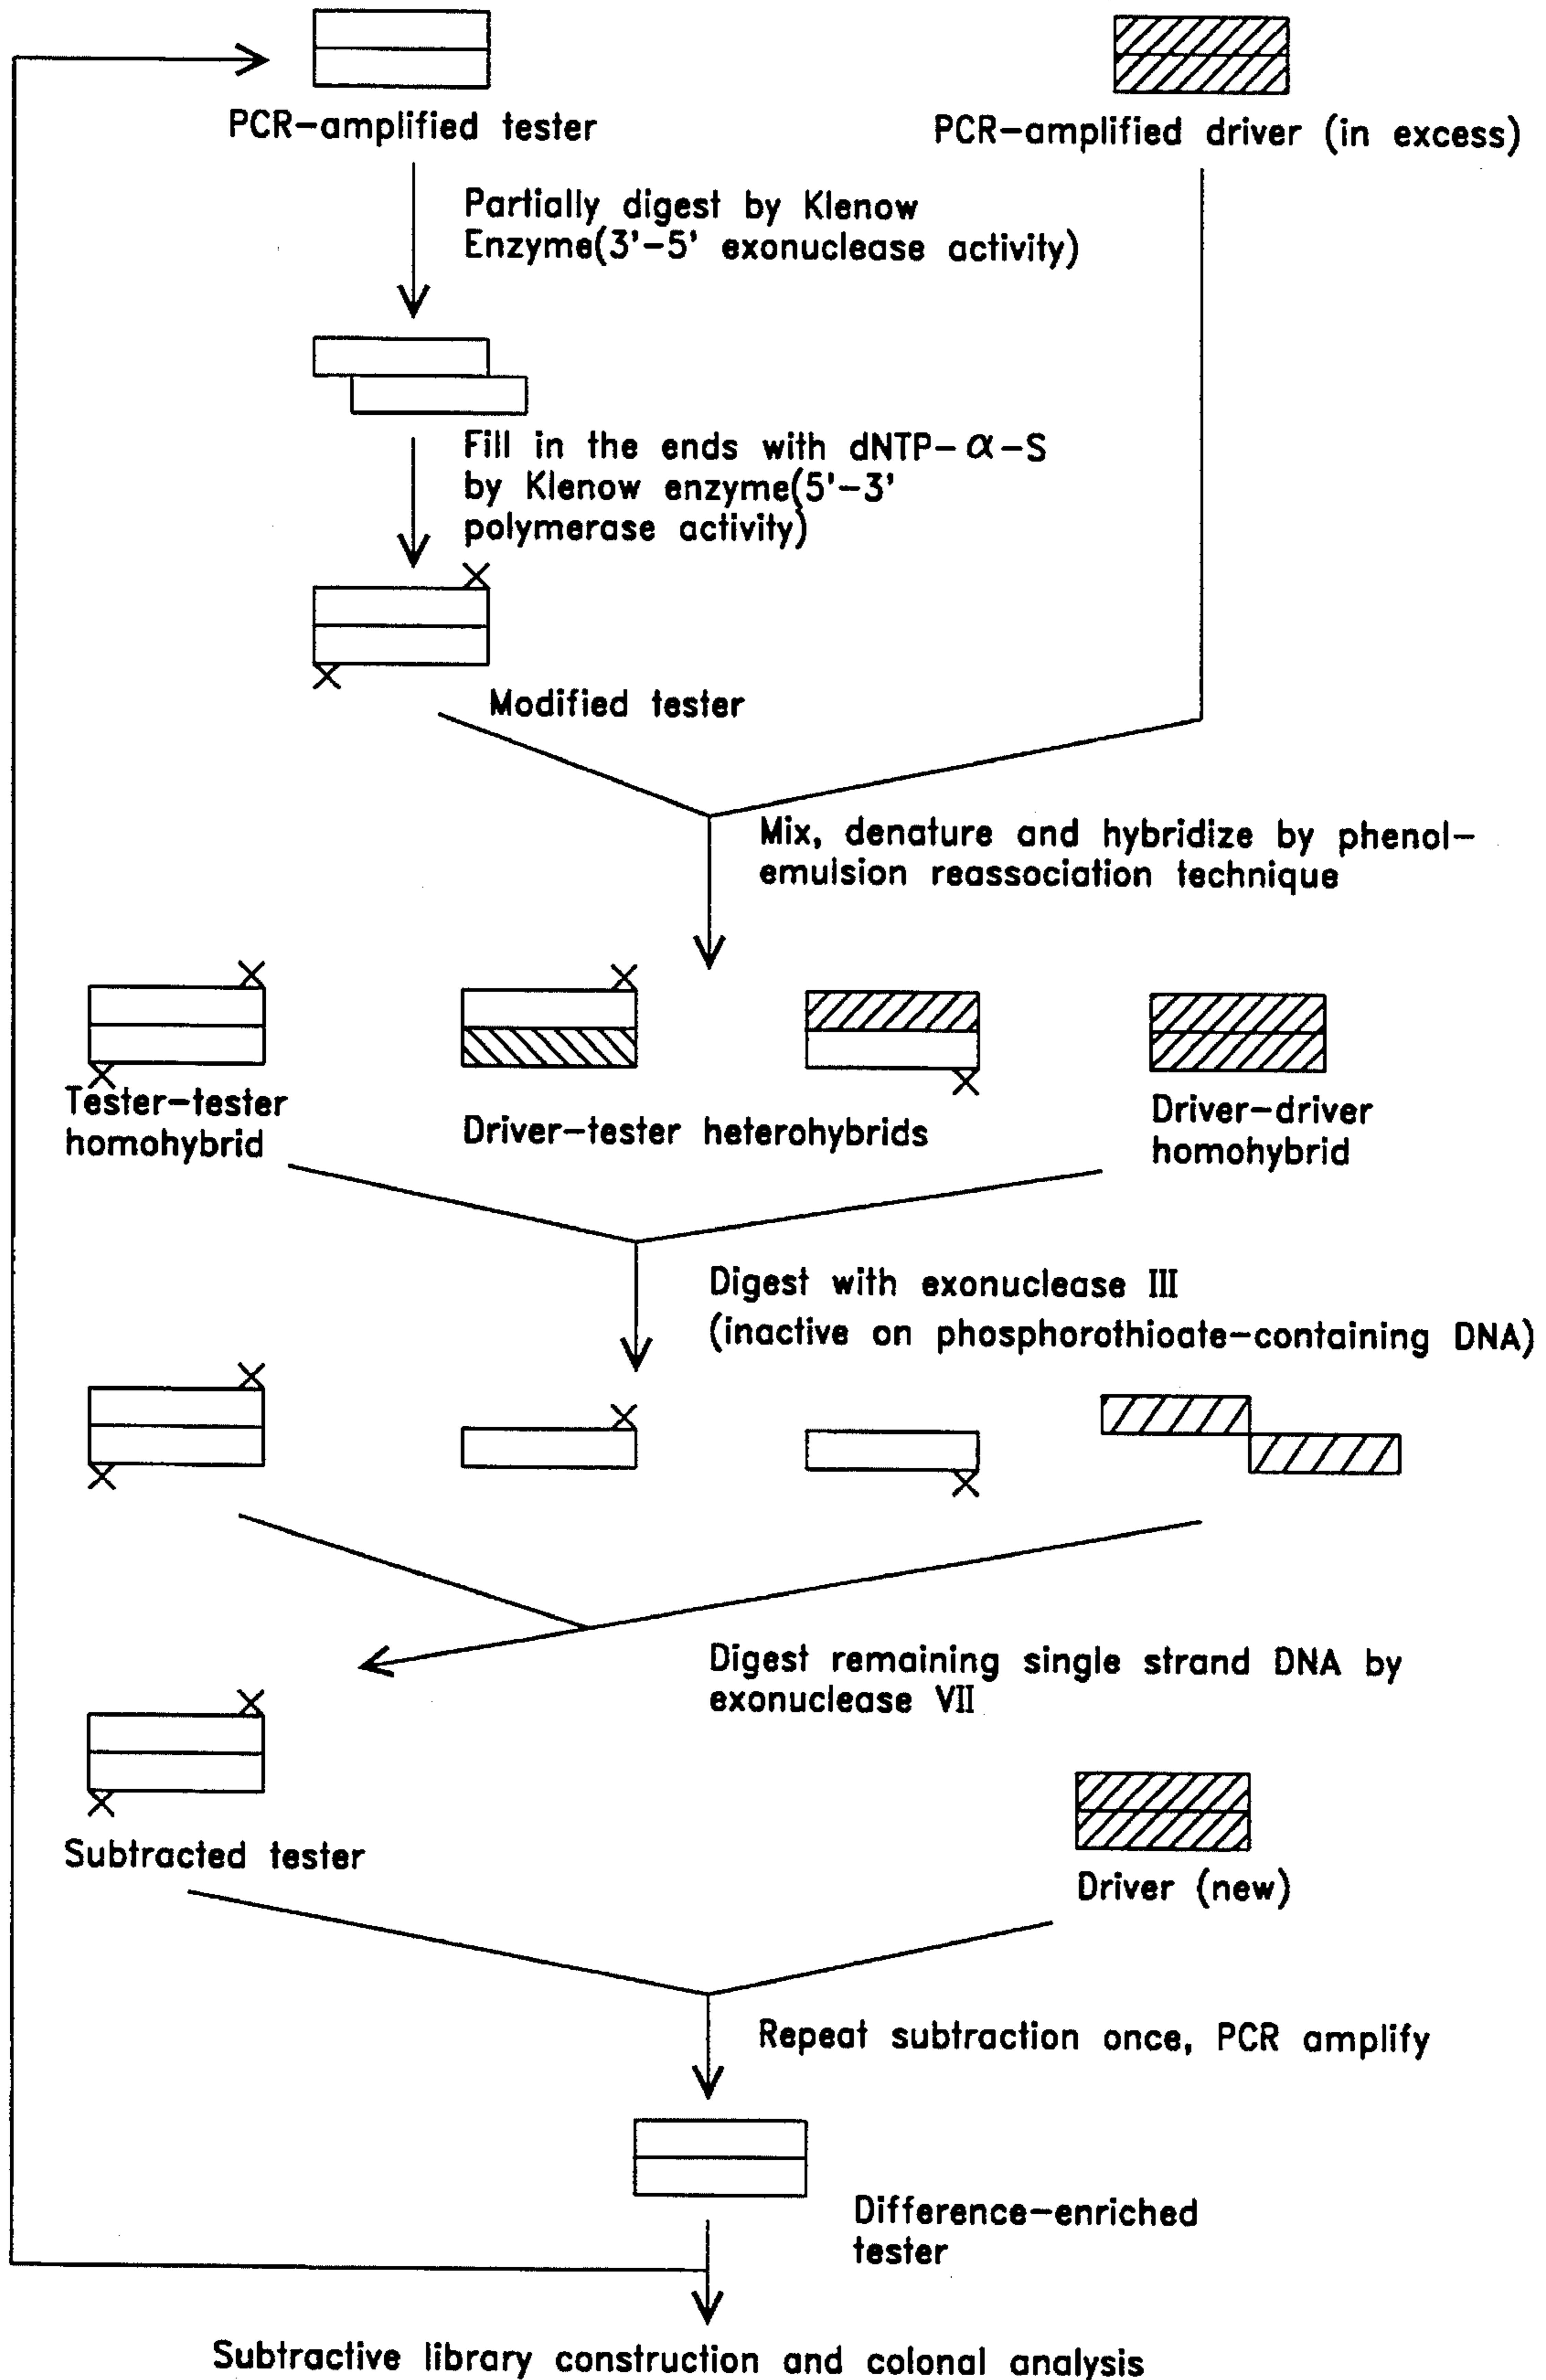 PCR-amplified tester
PCR-amplified driver (in excess)
Partially digest by Klenow
Enzyme(3'-5' exonuclease activity)
Fill in the ends with dNTP-α-S
by Klenow enzyme(5'-3'
polymerase activity)
Modified tester
Mix, denature and hybridize by phenol-
emulsion reassociation technique
Tester-tester
homohybrid
Driver-tester heterohybrids
Driver-driver
homohybrid
Digest with exonuclease III
(inactive on phosphorothioate-containing DNA)
Digest remaining single strand DNA by
exonuclease VII
Subtracted tester
Driver (new)
Repeat subtraction once, PCR amplify
Difference-enriched
tester
Subtractive library construction and colonal analysis